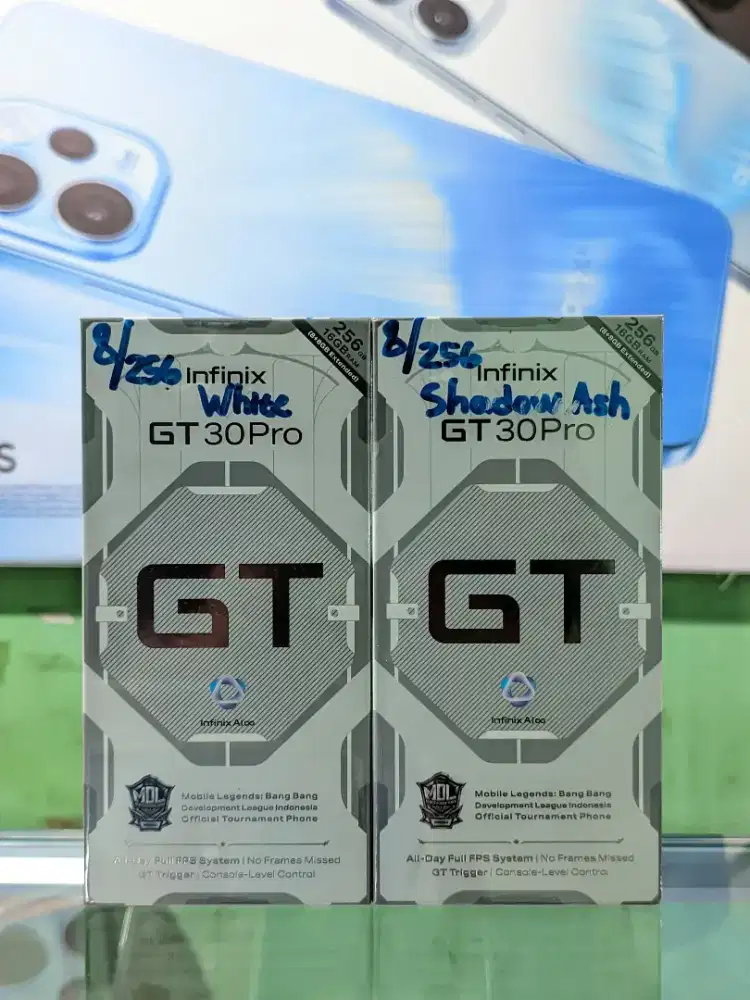 8/256
Infinix
White
GT 30Pro
256GB
16GB RAM
(8+8GB Extended)
GT
Infinix AI∞
MDL
Mobile Legends: Bang Bang
Development League Indonesia
Official Tournament Phone
All-Day Full FPS System | No Frames Missed
GT Trigger | Console-Level Control
8/256
Infinix
Shadow Ash
GT 30Pro
256GB
16GB RAM
(8+8GB Extended)
GT
Infinix AI∞
MDL
Mobile Legends: Bang Bang
Development League Indonesia
Official Tournament Phone
All-Day Full FPS System | No Frames Missed
GT Trigger | Console-Level Control
S